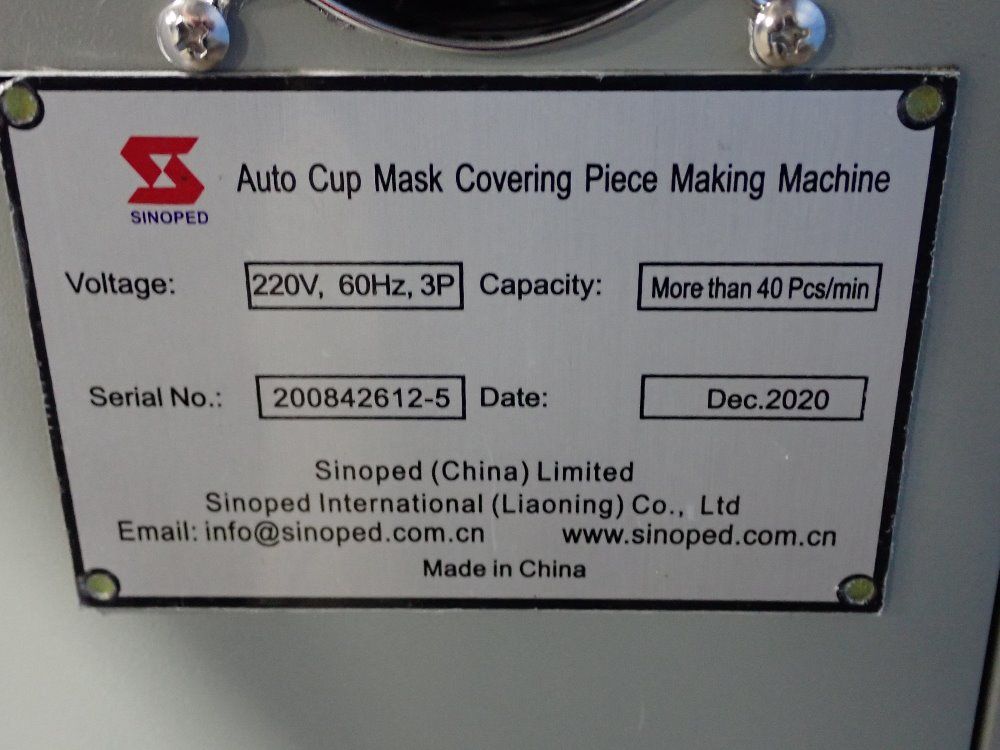 SINOPED
Auto Cup Mask Covering Piece Making Machine
Voltage: 220V, 60Hz, 3P Capacity: More than 40 Pcs/min
Serial No.: 200842612-5 Date: Dec.2020
Sinoped (China) Limited
Sinoped International (Liaoning) Co., Ltd
Email: info@sinoped.com.cn www.sinoped.com.cn
Made in China